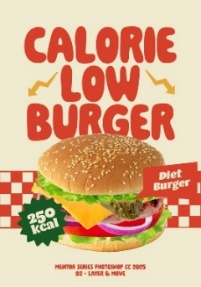 CALORIE
LOW
BURGER
Diet
Burger
250
kcal
MENTOR SERIES PHOTOSHOP CC 2025
02 - LAYER & MOVE